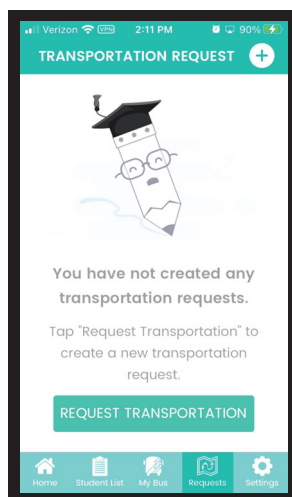 Verizon VPN 2:11 PM 90%
TRANSPORTATION REQUEST +
You have not created any
transportation requests.
Tap "Request Transportation" to
create a new transportation
request.
REQUEST TRANSPORTATION
Home Student List My Bus Requests Settings